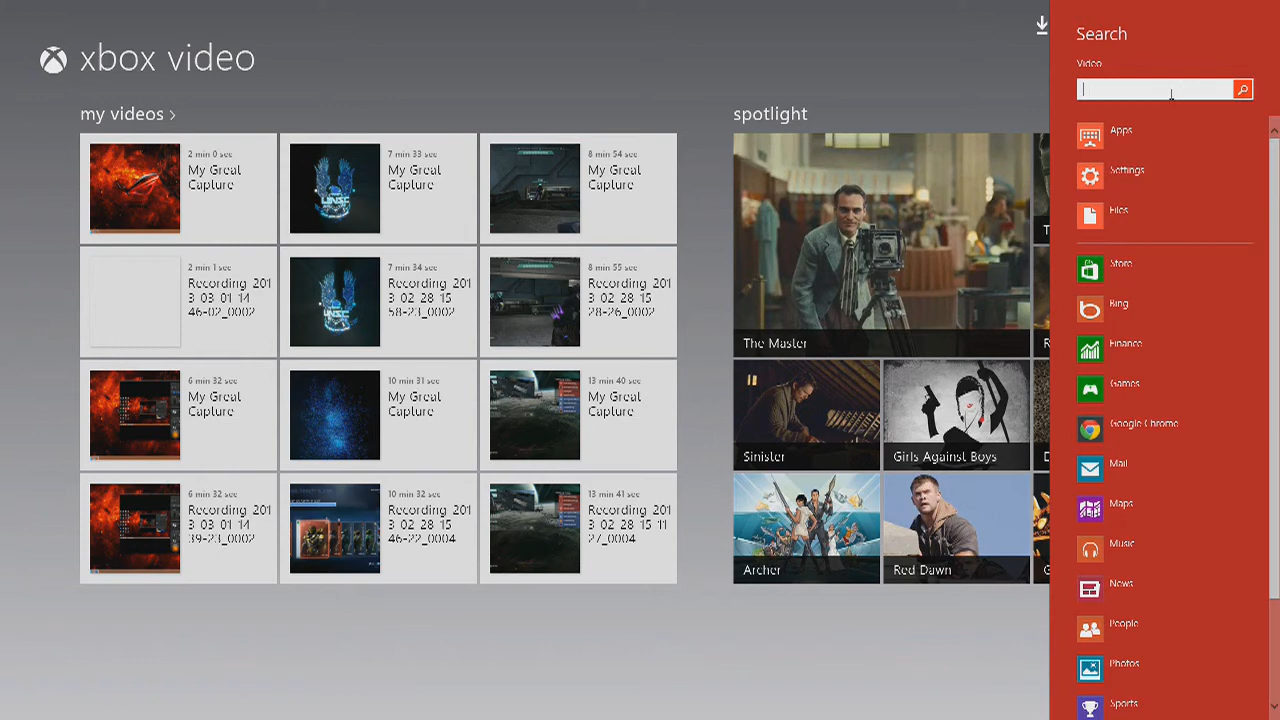 xbox video
my videos >
2 min 0 sec
My Great
Capture
7 min 33 sec
My Great
Capture
8 min 54 sec
My Great
Capture
2 min 1 sec
Recording 201
3 03 01 14
46-02_0002
7 min 34 sec
Recording 201
3 02 28 15
58-23_0002
8 min 55 sec
Recording 201
3 02 28 15
28-26_0002
6 min 32 sec
My Great
Capture
10 min 31 sec
My Great
Capture
13 min 40 sec
My Great
Capture
6 min 32 sec
Recording 201
3 03 01 14
39-23_0002
10 min 32 sec
Recording 201
3 02 28 15
46-22_0004
13 min 41 sec
Recording 201
3 02 28 15 11
27_0004
spotlight
The Master
Sinister
Girls Against Boys
Archer
Red Dawn
Search
Video
Apps
Settings
Files
Store
Bing
Finance
Games
Google Chrome
Mail
Maps
Music
News
People
Photos
Sports